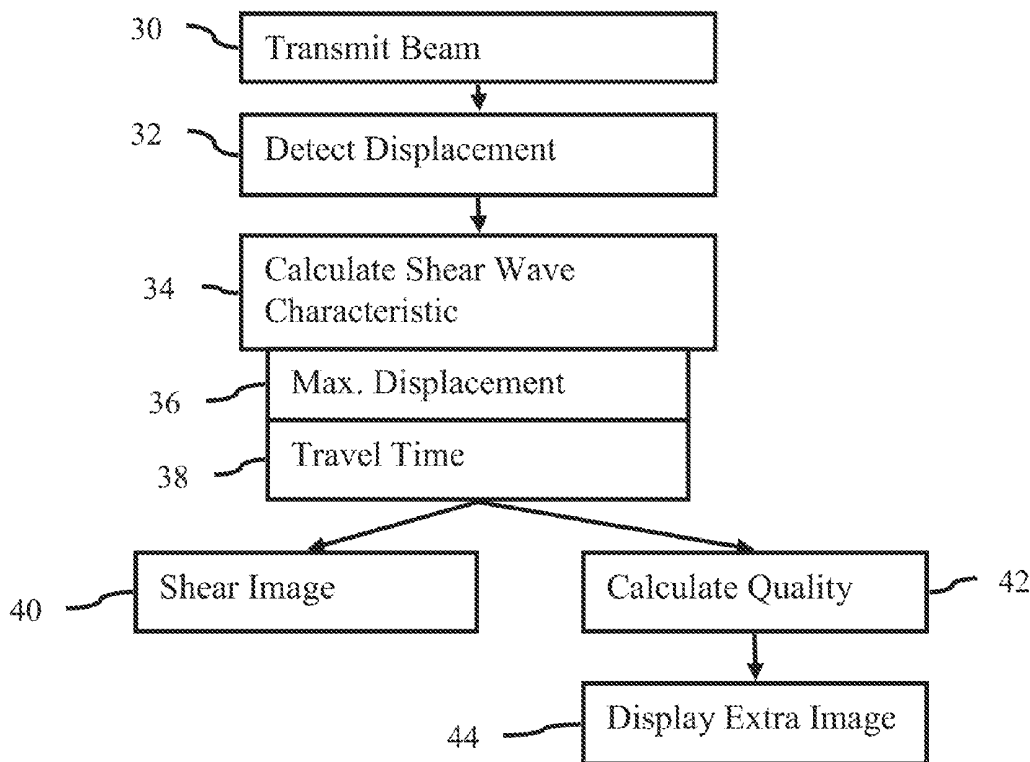 30
Transmit Beam
32
Detect Displacement
34
Calculate Shear Wave
Characteristic
36
Max. Displacement
38
Travel Time
40
Shear Image
Calculate Quality
42
44
Display Extra Image